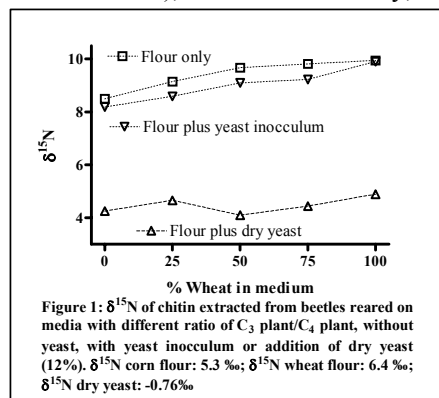 10
8
6
4
δ15N
Flour only
Flour plus yeast inocculum
Flour plus dry yeast
0 25 50 75 100
% Wheat in medium
Figure 1: δ15N of chitin extracted from beetles reared on
media with different ratio of C3 plant/C4 plant, without
yeast, with yeast inoculum or addition of dry yeast
(12%). δ15N corn flour: 5.3 ‰; δ15N wheat flour: 6.4 ‰;
δ15N dry yeast: -0.76‰